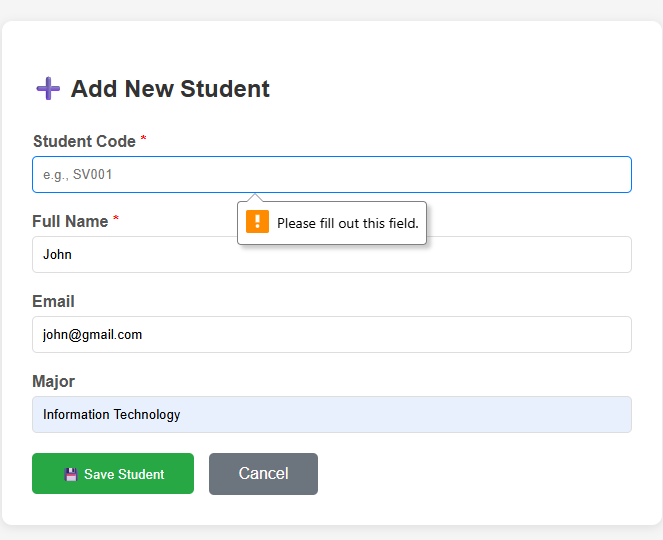 Add New Student
Student Code *
e.g., SV001
Please fill out this field.
Full Name *
John
Email
john@gmail.com
Major
Information Technology
Save Student
Cancel